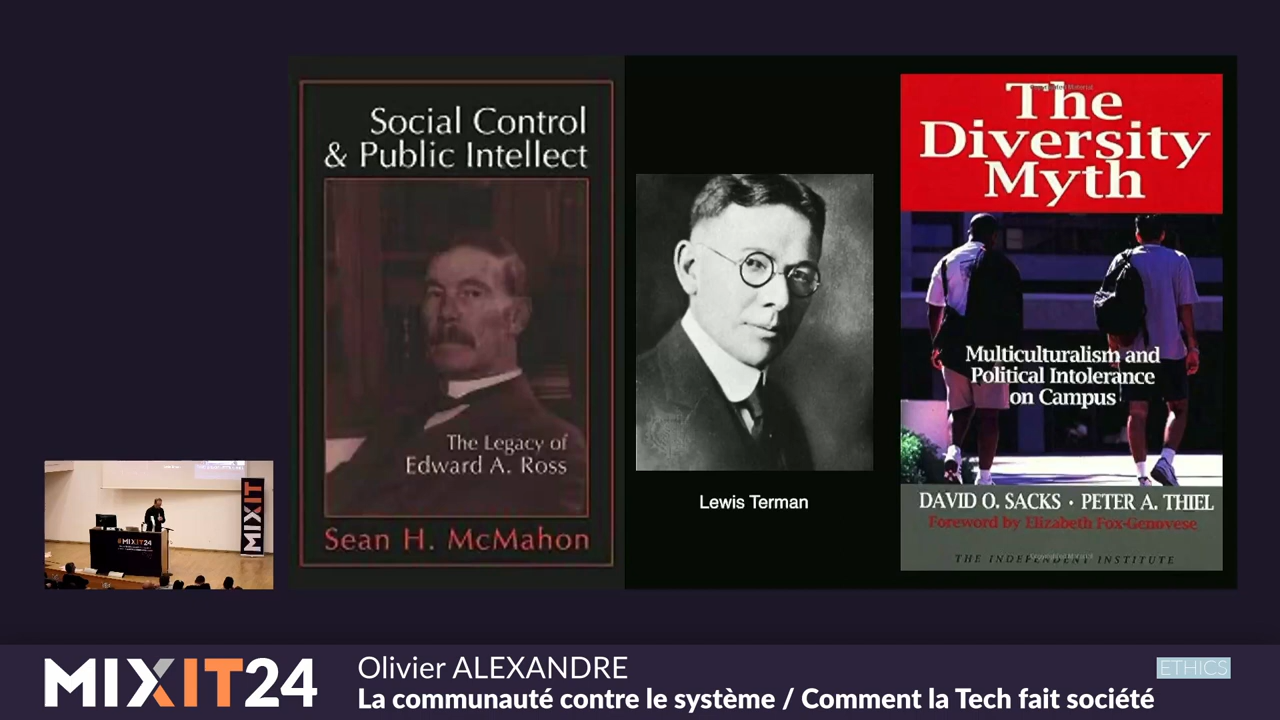 Social Control
& Public Intellect
The Legacy of
Edward A. Ross
Sean H. McMahon
Lewis Terman
The
Diversity
Myth
Multiculturalism and
Political Intolerance
on Campus
DAVID O. SACKS · PETER A. THIEL
Foreword by Elizabeth Fox-Genovese
THE INDEPENDENT INSTITUTE
MIXIT
#MIXIT24
MIXIT24
Olivier ALEXANDRE
La communauté contre le système / Comment la Tech fait société
ETHICS